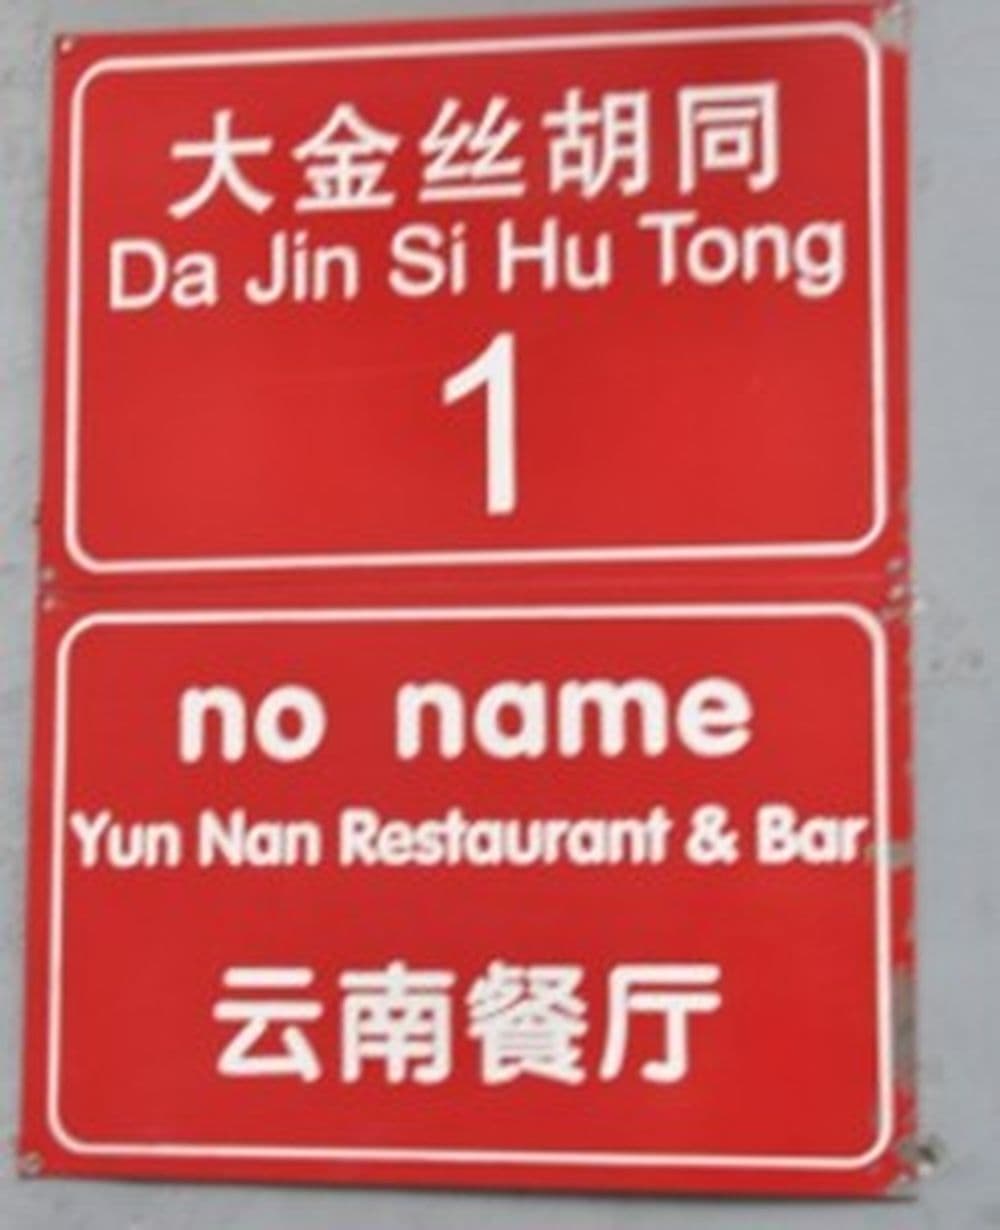 大金丝胡同
Da Jin Si Hu Tong
1
no name
Yun Nan Restaurant & Bar
云南餐厅